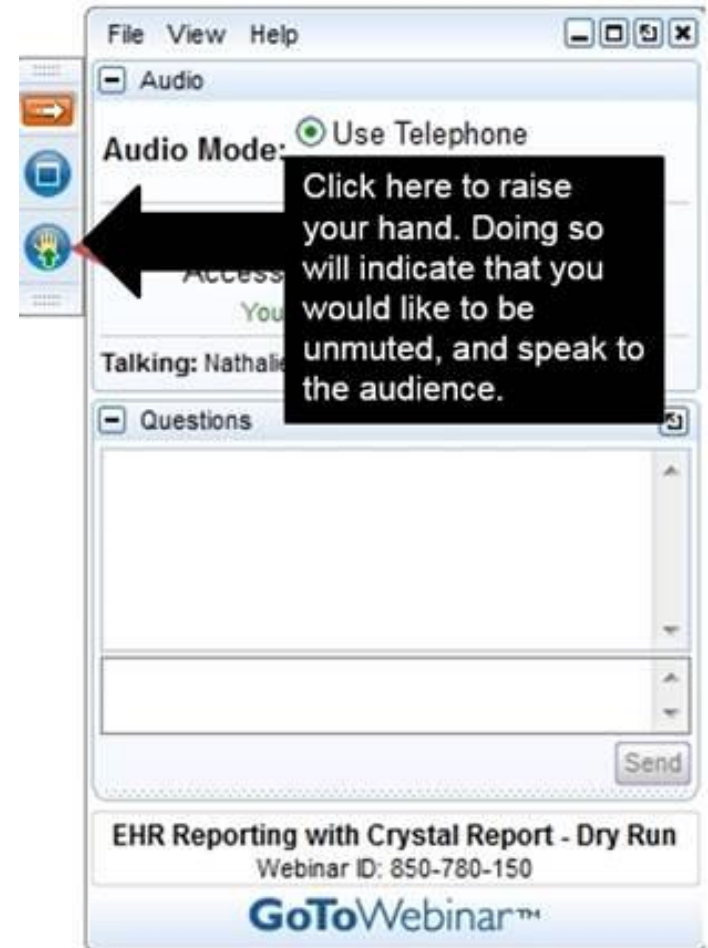 File View Help
Audio
Audio Mode: Use Telephone
Click here to raise
your hand. Doing so
will indicate that you
would like to be
unmuted, and speak to
the audience.
Access
You
Talking: Nathalie
Questions
Send
EHR Reporting with Crystal Report - Dry Run
Webinar ID: 850-780-150
GoToWebinar™